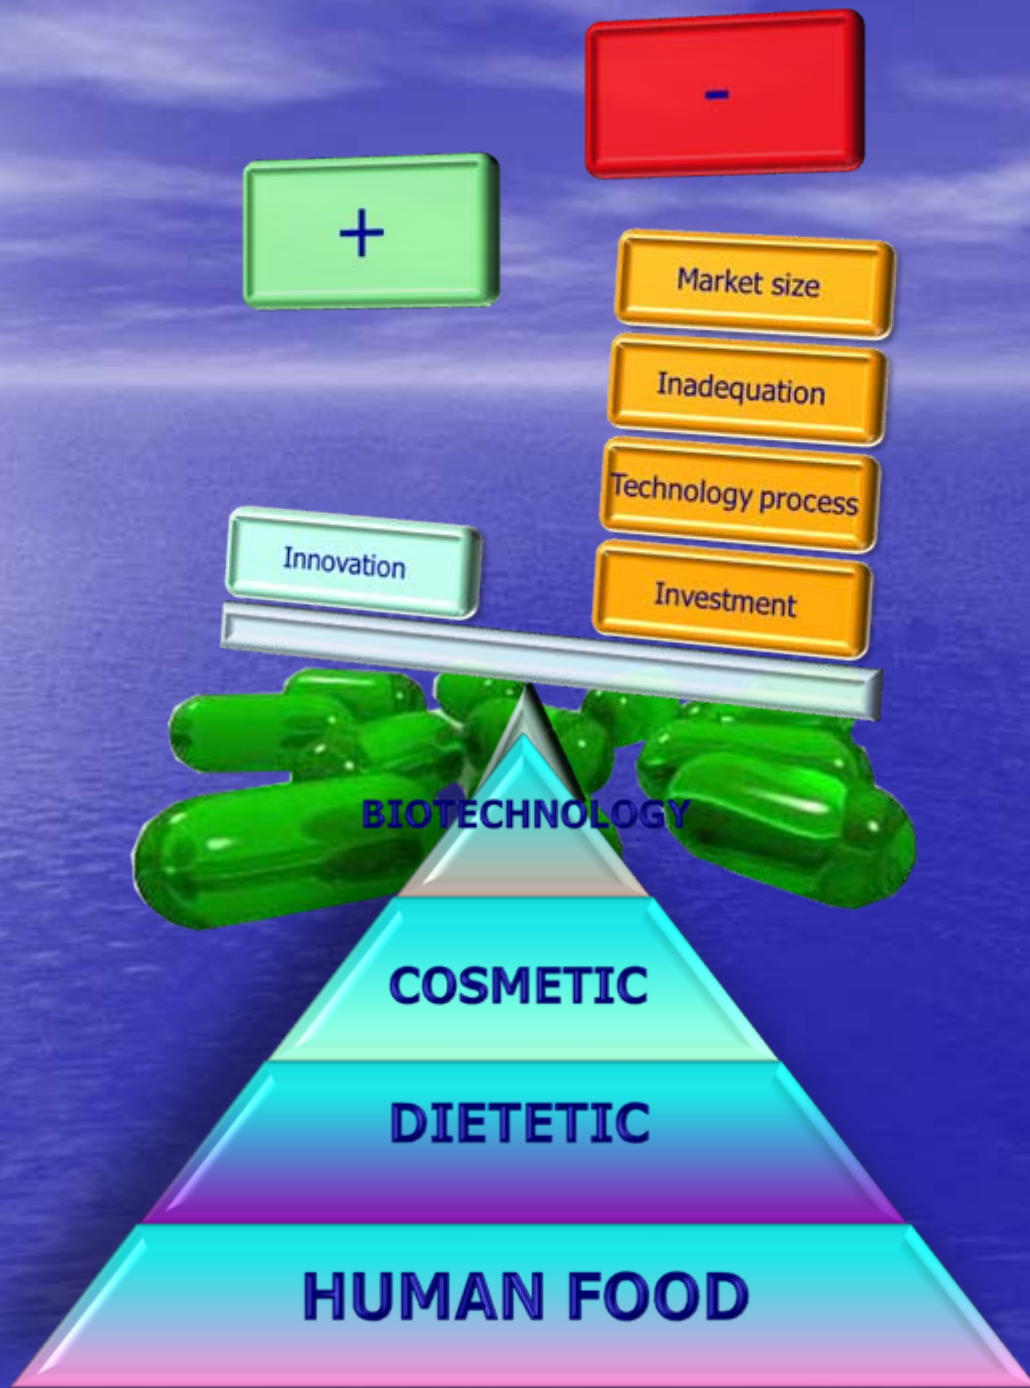 -
+
Market size
Inadequation
Technology process
Innovation
Investment
BIOTECHNOLOGY
COSMETIC
DIETETIC
HUMAN FOOD